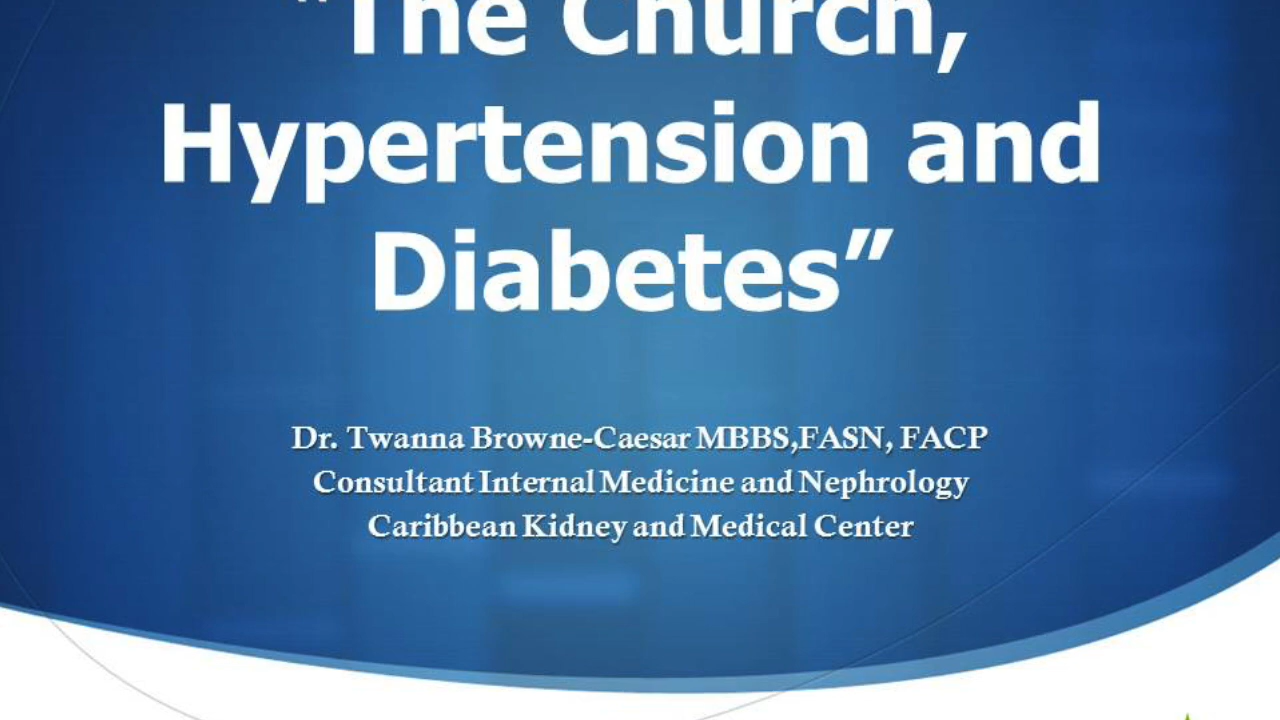 "The Church,
Hypertension and
Diabetes”
Dr. Twanna Browne-Caesar MBBS,FASN, FACP
Consultant Internal Medicine and Nephrology
Caribbean Kidney and Medical Center